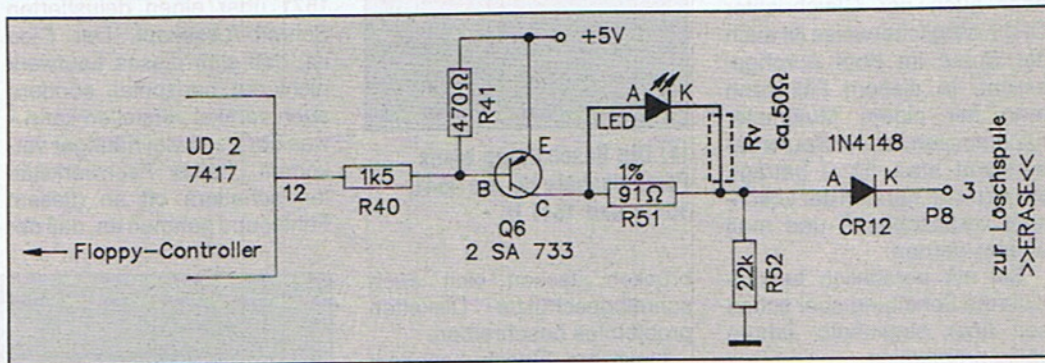 +5V
470Ω
R41
UD 2
7417
12
1k5
R40
B
E
C
Q6
2 SA 733
A
K
LED
1%
91Ω
R51
Rv
ca.50Ω
22k
R52
1N4148
A
K
CR12
3
P8
zur Löschspule
>>ERASE<<
Floppy-Controller